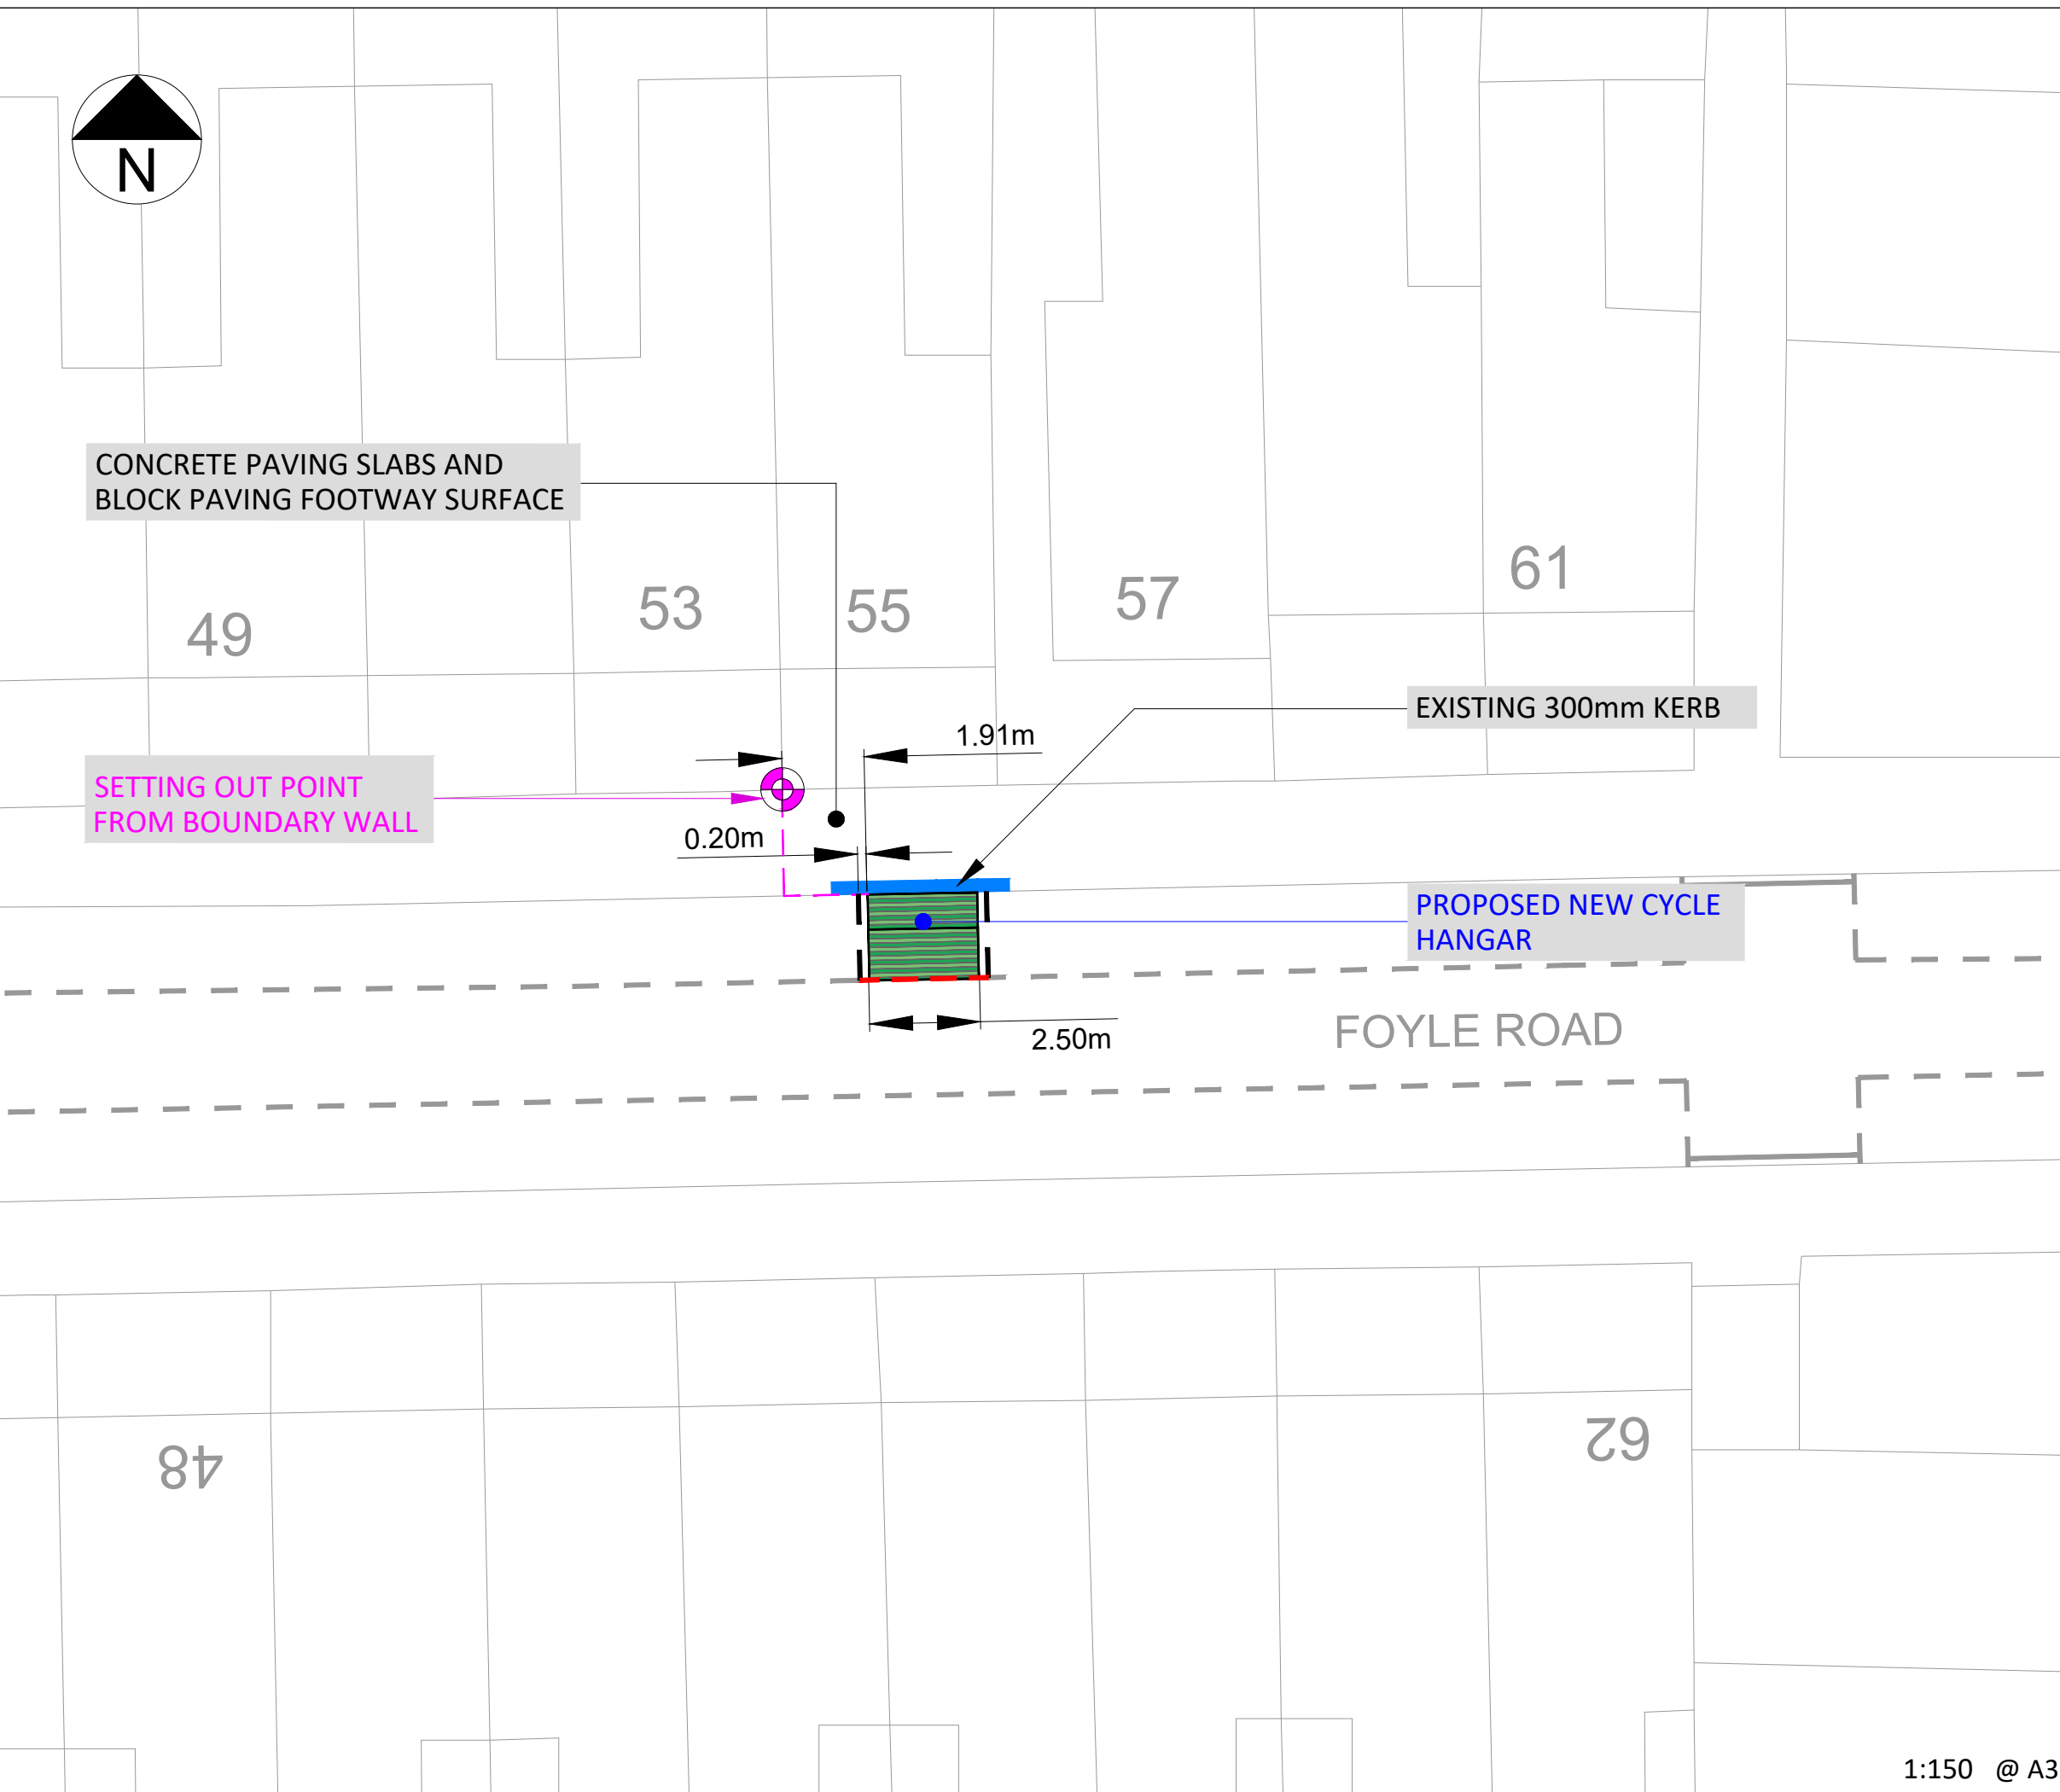 N
CONCRETE PAVING SLABS AND
BLOCK PAVING FOOTWAY SURFACE
49
53
55
57
61
EXISTING 300mm KERB
1.91m
SETTING OUT POINT
FROM BOUNDARY WALL
0.20m
PROPOSED NEW CYCLE
HANGAR
2.50m
FOYLE ROAD
48
62
1:150 @ A3